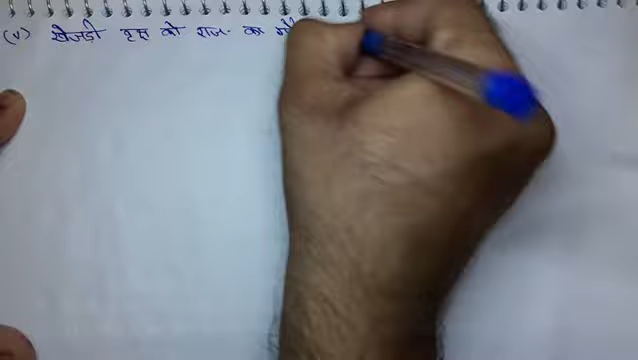 (v) खेजड़ी वृक्ष को राज. का